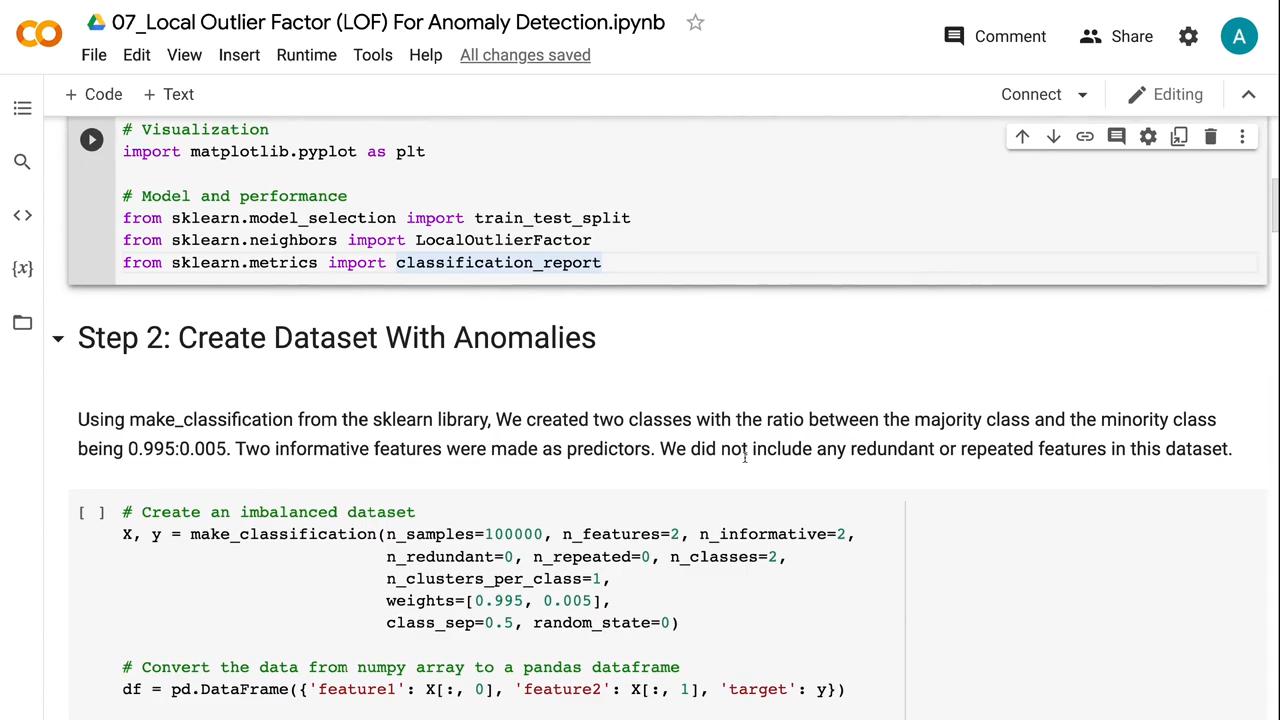 07_Local Outlier Factor (LOF) For Anomaly Detection.ipynb
Comment
Share
A
File Edit View Insert Runtime Tools Help All changes saved
+ Code + Text
Connect
Editing
# Visualization
import matplotlib.pyplot as plt
# Model and performance
from sklearn.model_selection import train_test_split
from sklearn.neighbors import LocalOutlierFactor
from sklearn.metrics import classification_report
Step 2: Create Dataset With Anomalies
Using make_classification from the sklearn library, We created two classes with the ratio between the majority class and the minority class
being 0.995:0.005. Two informative features were made as predictors. We did not include any redundant or repeated features in this dataset.
[ ] # Create an imbalanced dataset
X, y = make_classification(n_samples=100000, n_features=2, n_informative=2,
n_redundant=0, n_repeated=0, n_classes=2,
n_clusters_per_class=1,
weights=[0.995, 0.005],
class_sep=0.5, random_state=0)
# Convert the data from numpy array to a pandas dataframe
df = pd.DataFrame({'feature1': X[:, 0], 'feature2': X[:, 1], 'target': y})